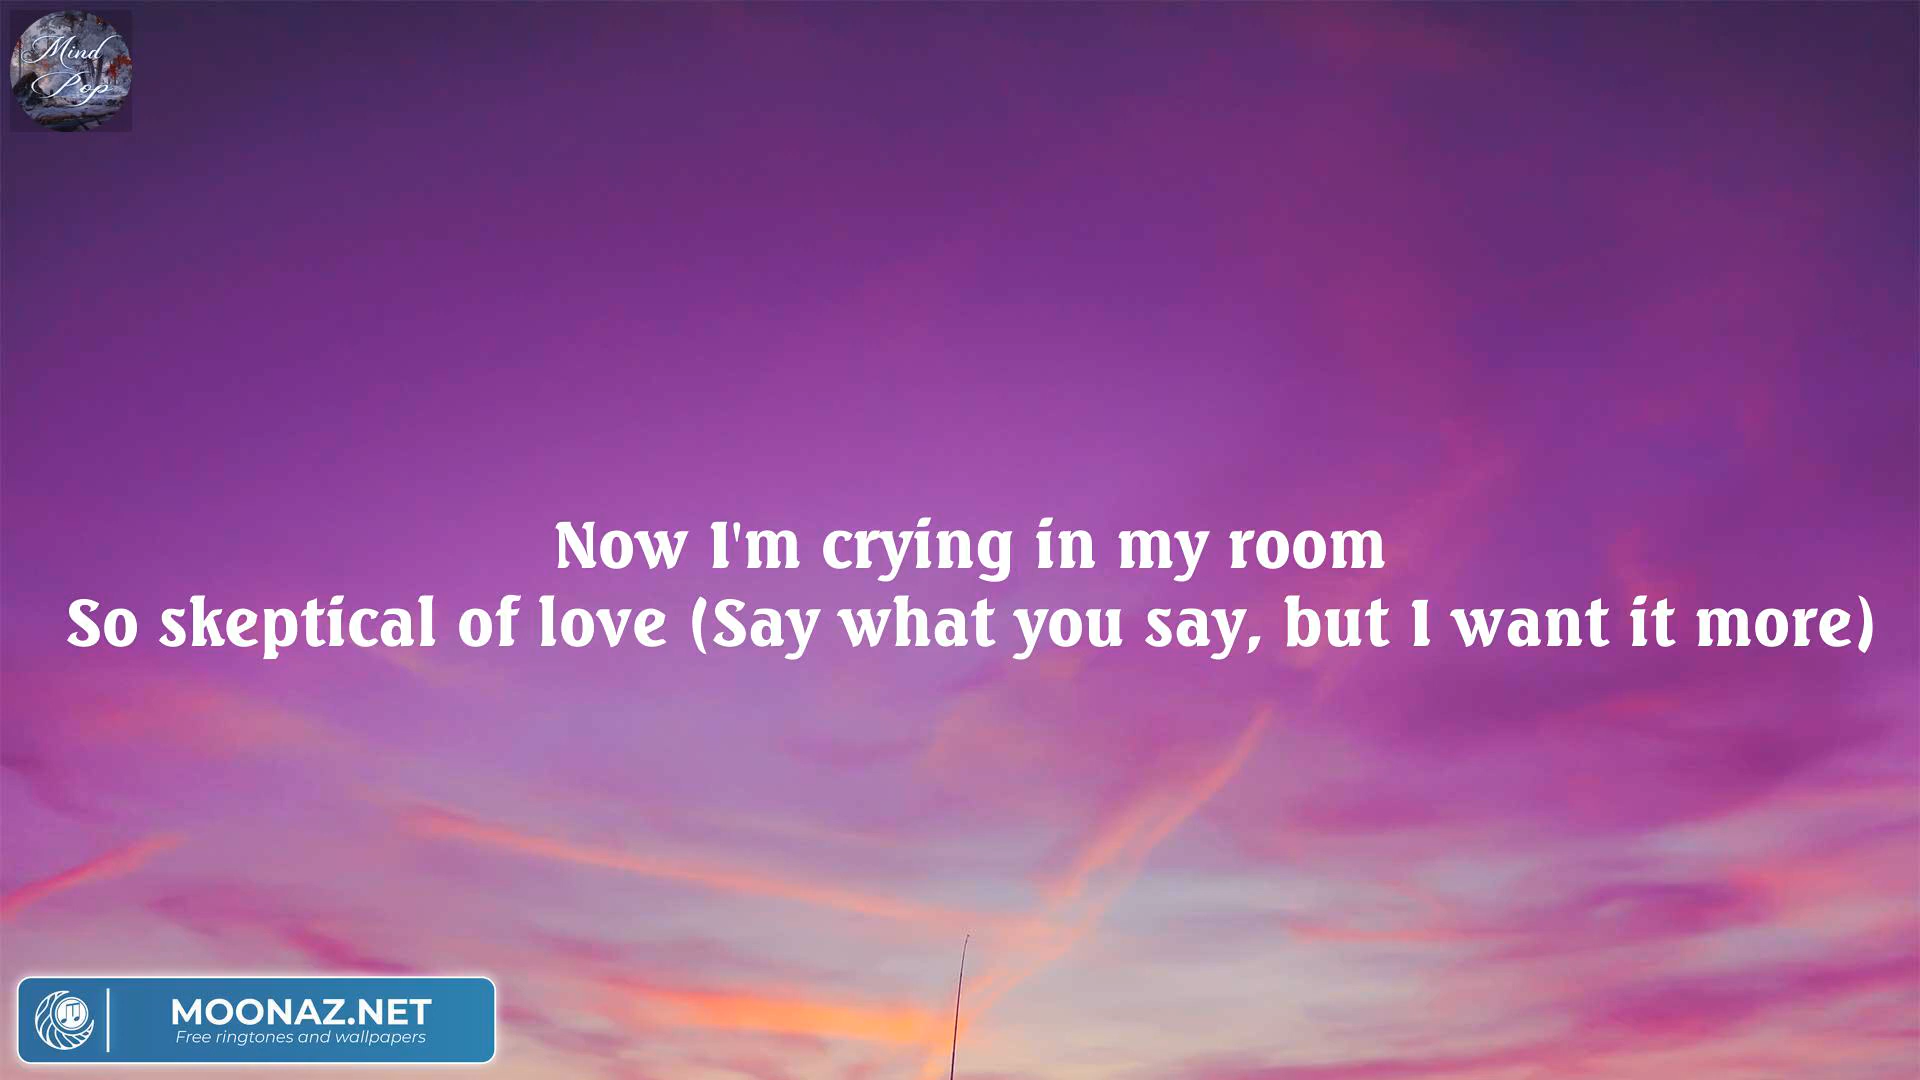 Mind
Pop
Now I'm crying in my room
So skeptical of love (Say what you say, but I want it more)
MOONAZ.NET
Free ringtones and wallpapers